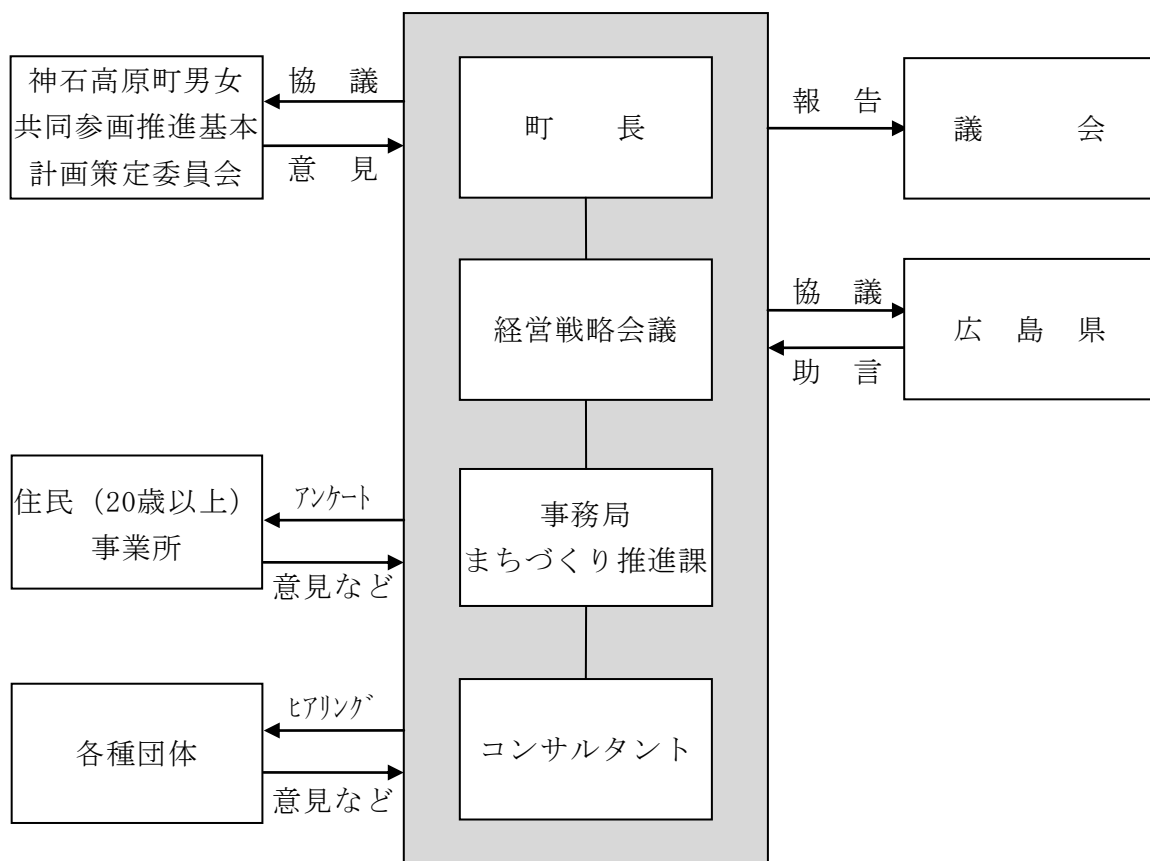 神石高原町男女
共同参画推進基本
計画策定委員会
協　議
意　見
町　　長
報　告
議　　会
経営戦略会議
協　議
助　言
広　島　県
住民（20歳以上）
事業所
ｱﾝｹｰﾄ
意見など
事務局
まちづくり推進課
各種団体
ﾋｱﾘﾝｸﾞ
意見など
コンサルタント